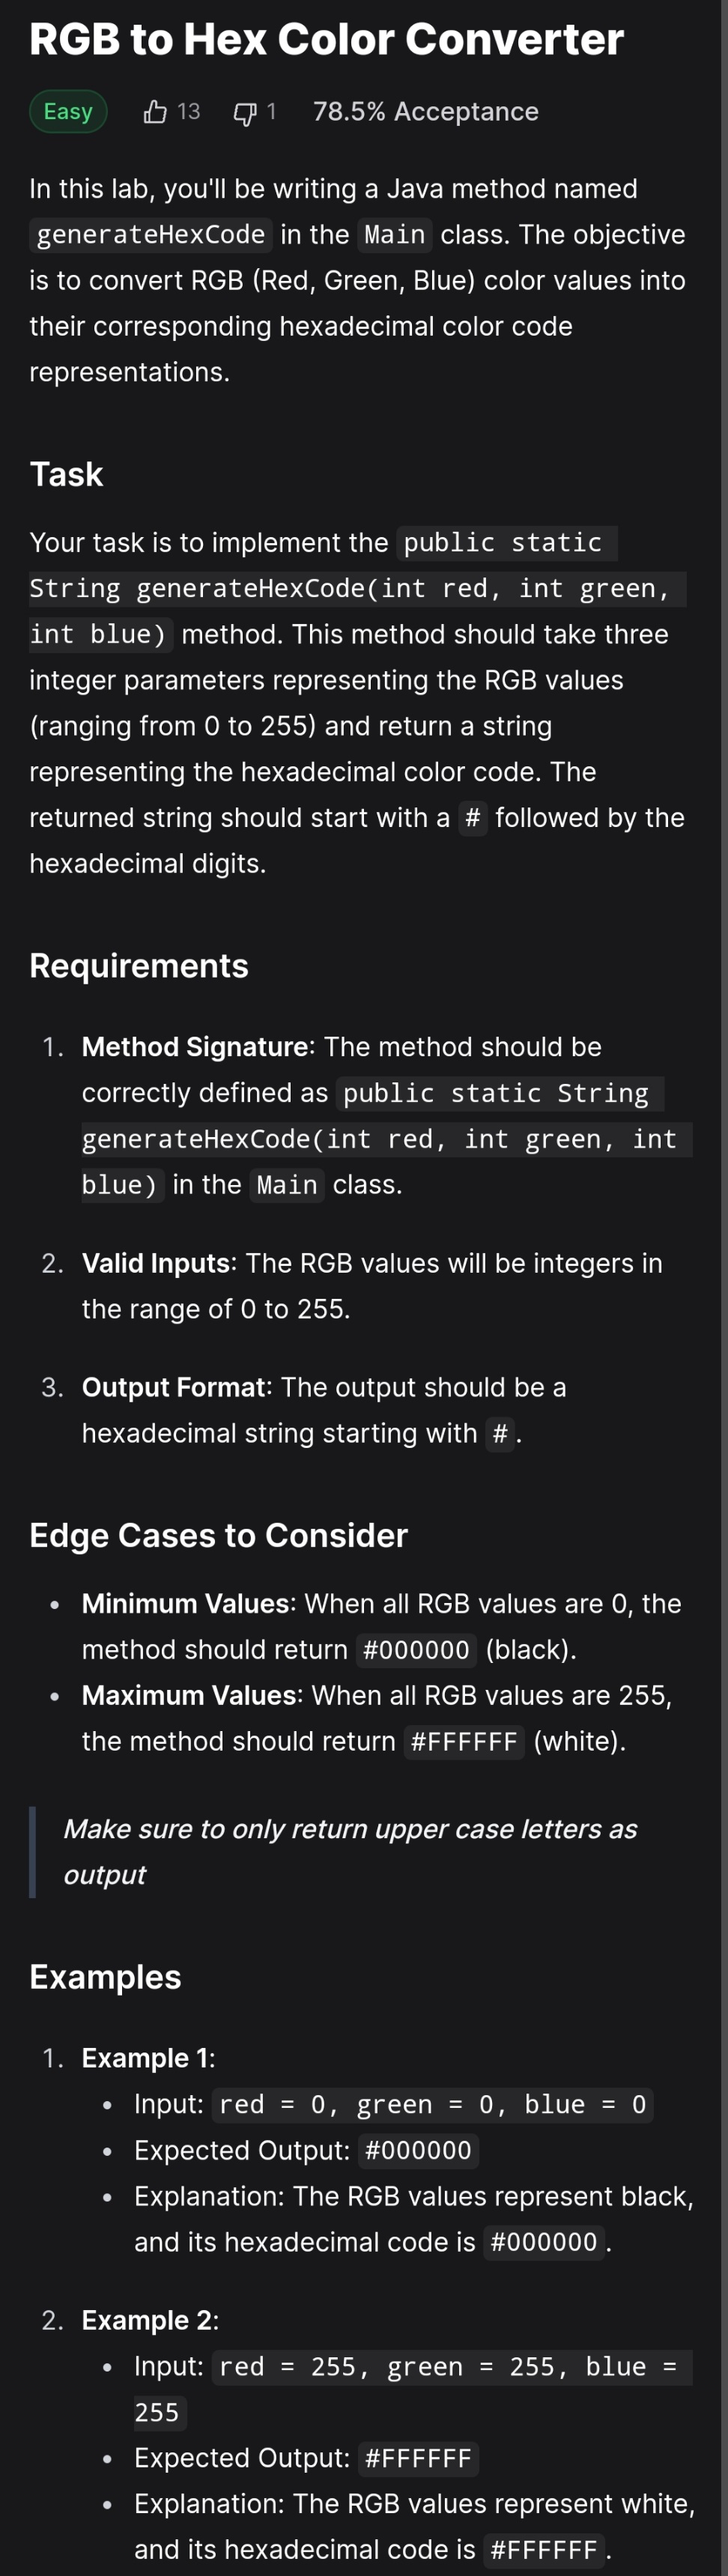 RGB to Hex Color Converter
Easy 13 1 78.5% Acceptance
In this lab, you'll be writing a Java method named
generateHexCode in the Main class. The objective
is to convert RGB (Red, Green, Blue) color values into
their corresponding hexadecimal color code
representations.
Task
Your task is to implement the public static
String generateHexCode(int red, int green,
int blue) method. This method should take three
integer parameters representing the RGB values
(ranging from 0 to 255) and return a string
representing the hexadecimal color code. The
returned string should start with a # followed by the
hexadecimal digits.
Requirements
1. Method Signature: The method should be
correctly defined as public static String
generateHexCode(int red, int green, int
blue) in the Main class.
2. Valid Inputs: The RGB values will be integers in
the range of 0 to 255.
3. Output Format: The output should be a
hexadecimal string starting with #.
Edge Cases to Consider
• Minimum Values: When all RGB values are 0, the
method should return #000000 (black).
• Maximum Values: When all RGB values are 255,
the method should return #FFFFFF (white).
Make sure to only return upper case letters as
output
Examples
1. Example 1:
• Input: red = 0, green = 0, blue = 0
• Expected Output: #000000
• Explanation: The RGB values represent black,
and its hexadecimal code is #000000.
2. Example 2:
• Input: red = 255, green = 255, blue =
255
• Expected Output: #FFFFFF
• Explanation: The RGB values represent white,
and its hexadecimal code is #FFFFFF.